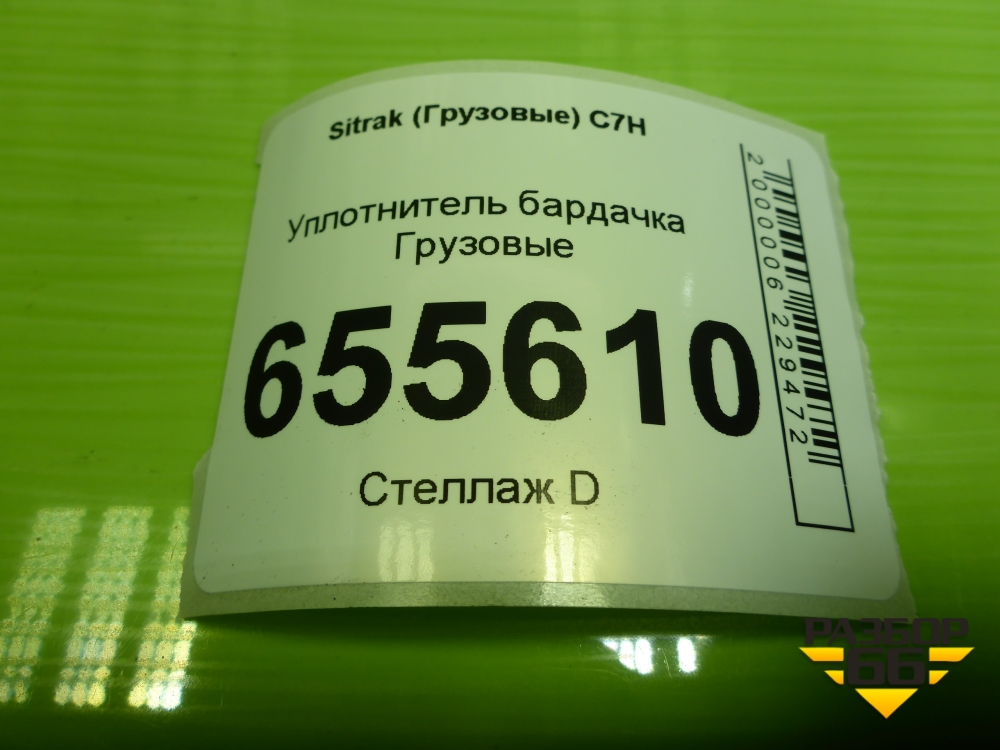 Sitrak (Грузовые) C7H
Уплотнитель бардачка
Грузовые
655610
Стеллаж D
2000006229472
РАЗБОР
66